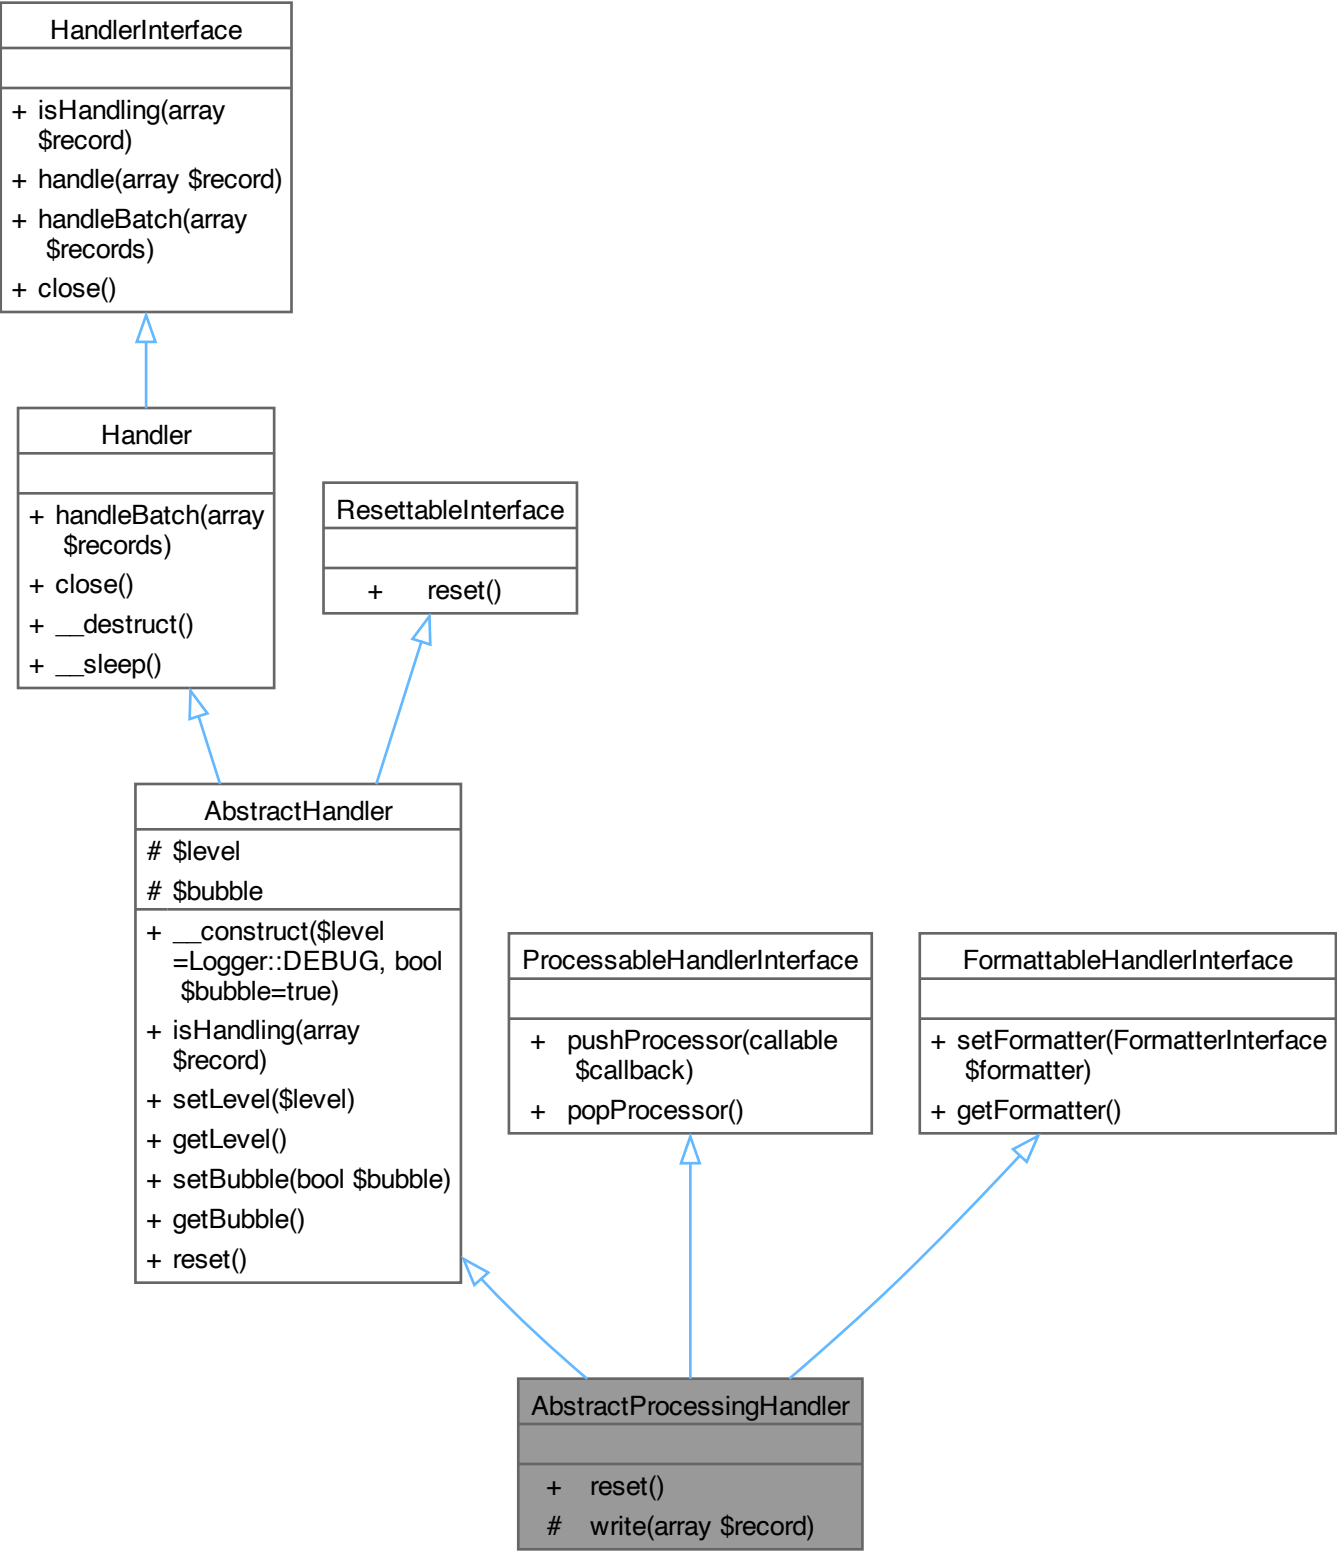 HandlerInterface
+ isHandling(array
$record)
+ handle(array $record)
+ handleBatch(array
$records)
+ close()
Handler
+ handleBatch(array
$records)
+ close()
+ __destruct()
+ __sleep()
ResettableInterface
+ reset()
AbstractHandler
# $level
# $bubble
+ __construct($level
=Logger::DEBUG, bool
$bubble=true)
+ isHandling(array
$record)
+ setLevel($level)
+ getLevel()
+ setBubble(bool $bubble)
+ getBubble()
+ reset()
ProcessableHandlerInterface
+ pushProcessor(callable
$callback)
+ popProcessor()
FormattableHandlerInterface
+ setFormatter(FormatterInterface
$formatter)
+ getFormatter()
AbstractProcessingHandler
+ reset()
# write(array $record)